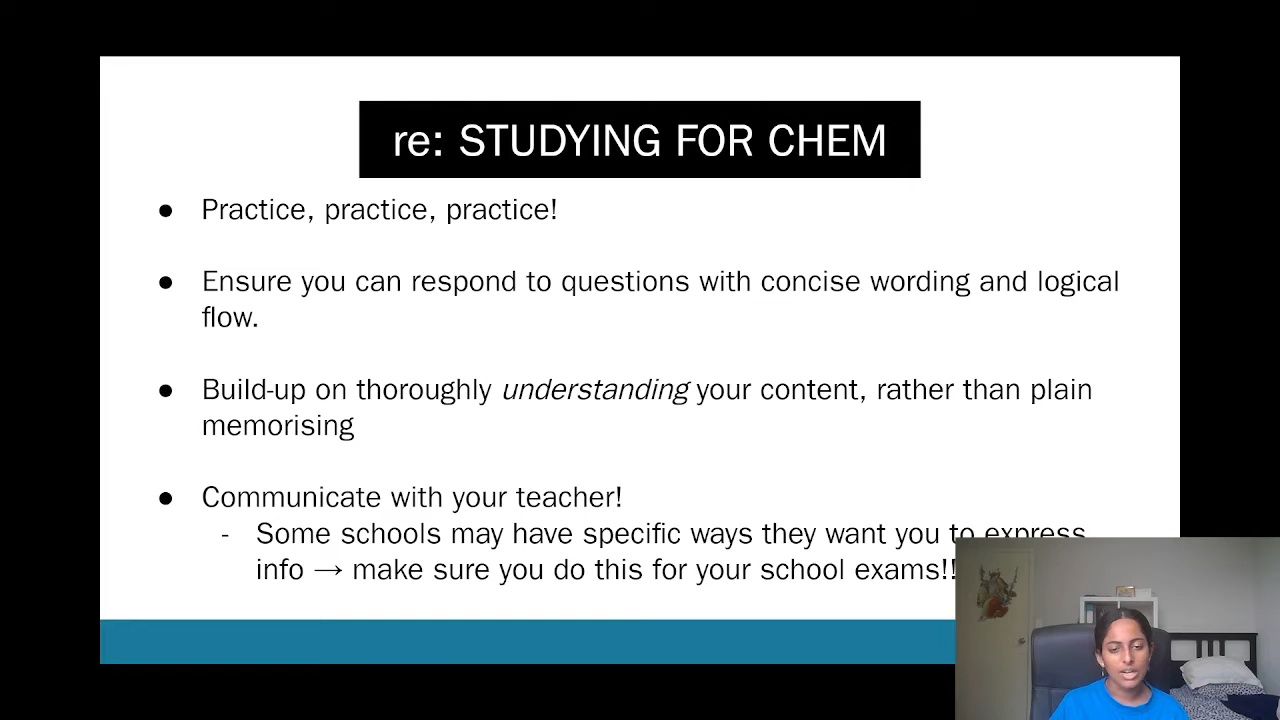 re: STUDYING FOR CHEM
● Practice, practice, practice!
● Ensure you can respond to questions with concise wording and logical
flow.
● Build-up on thoroughly understanding your content, rather than plain
memorising
● Communicate with your teacher!
- Some schools may have specific ways they want you to express
info → make sure you do this for your school exams!!